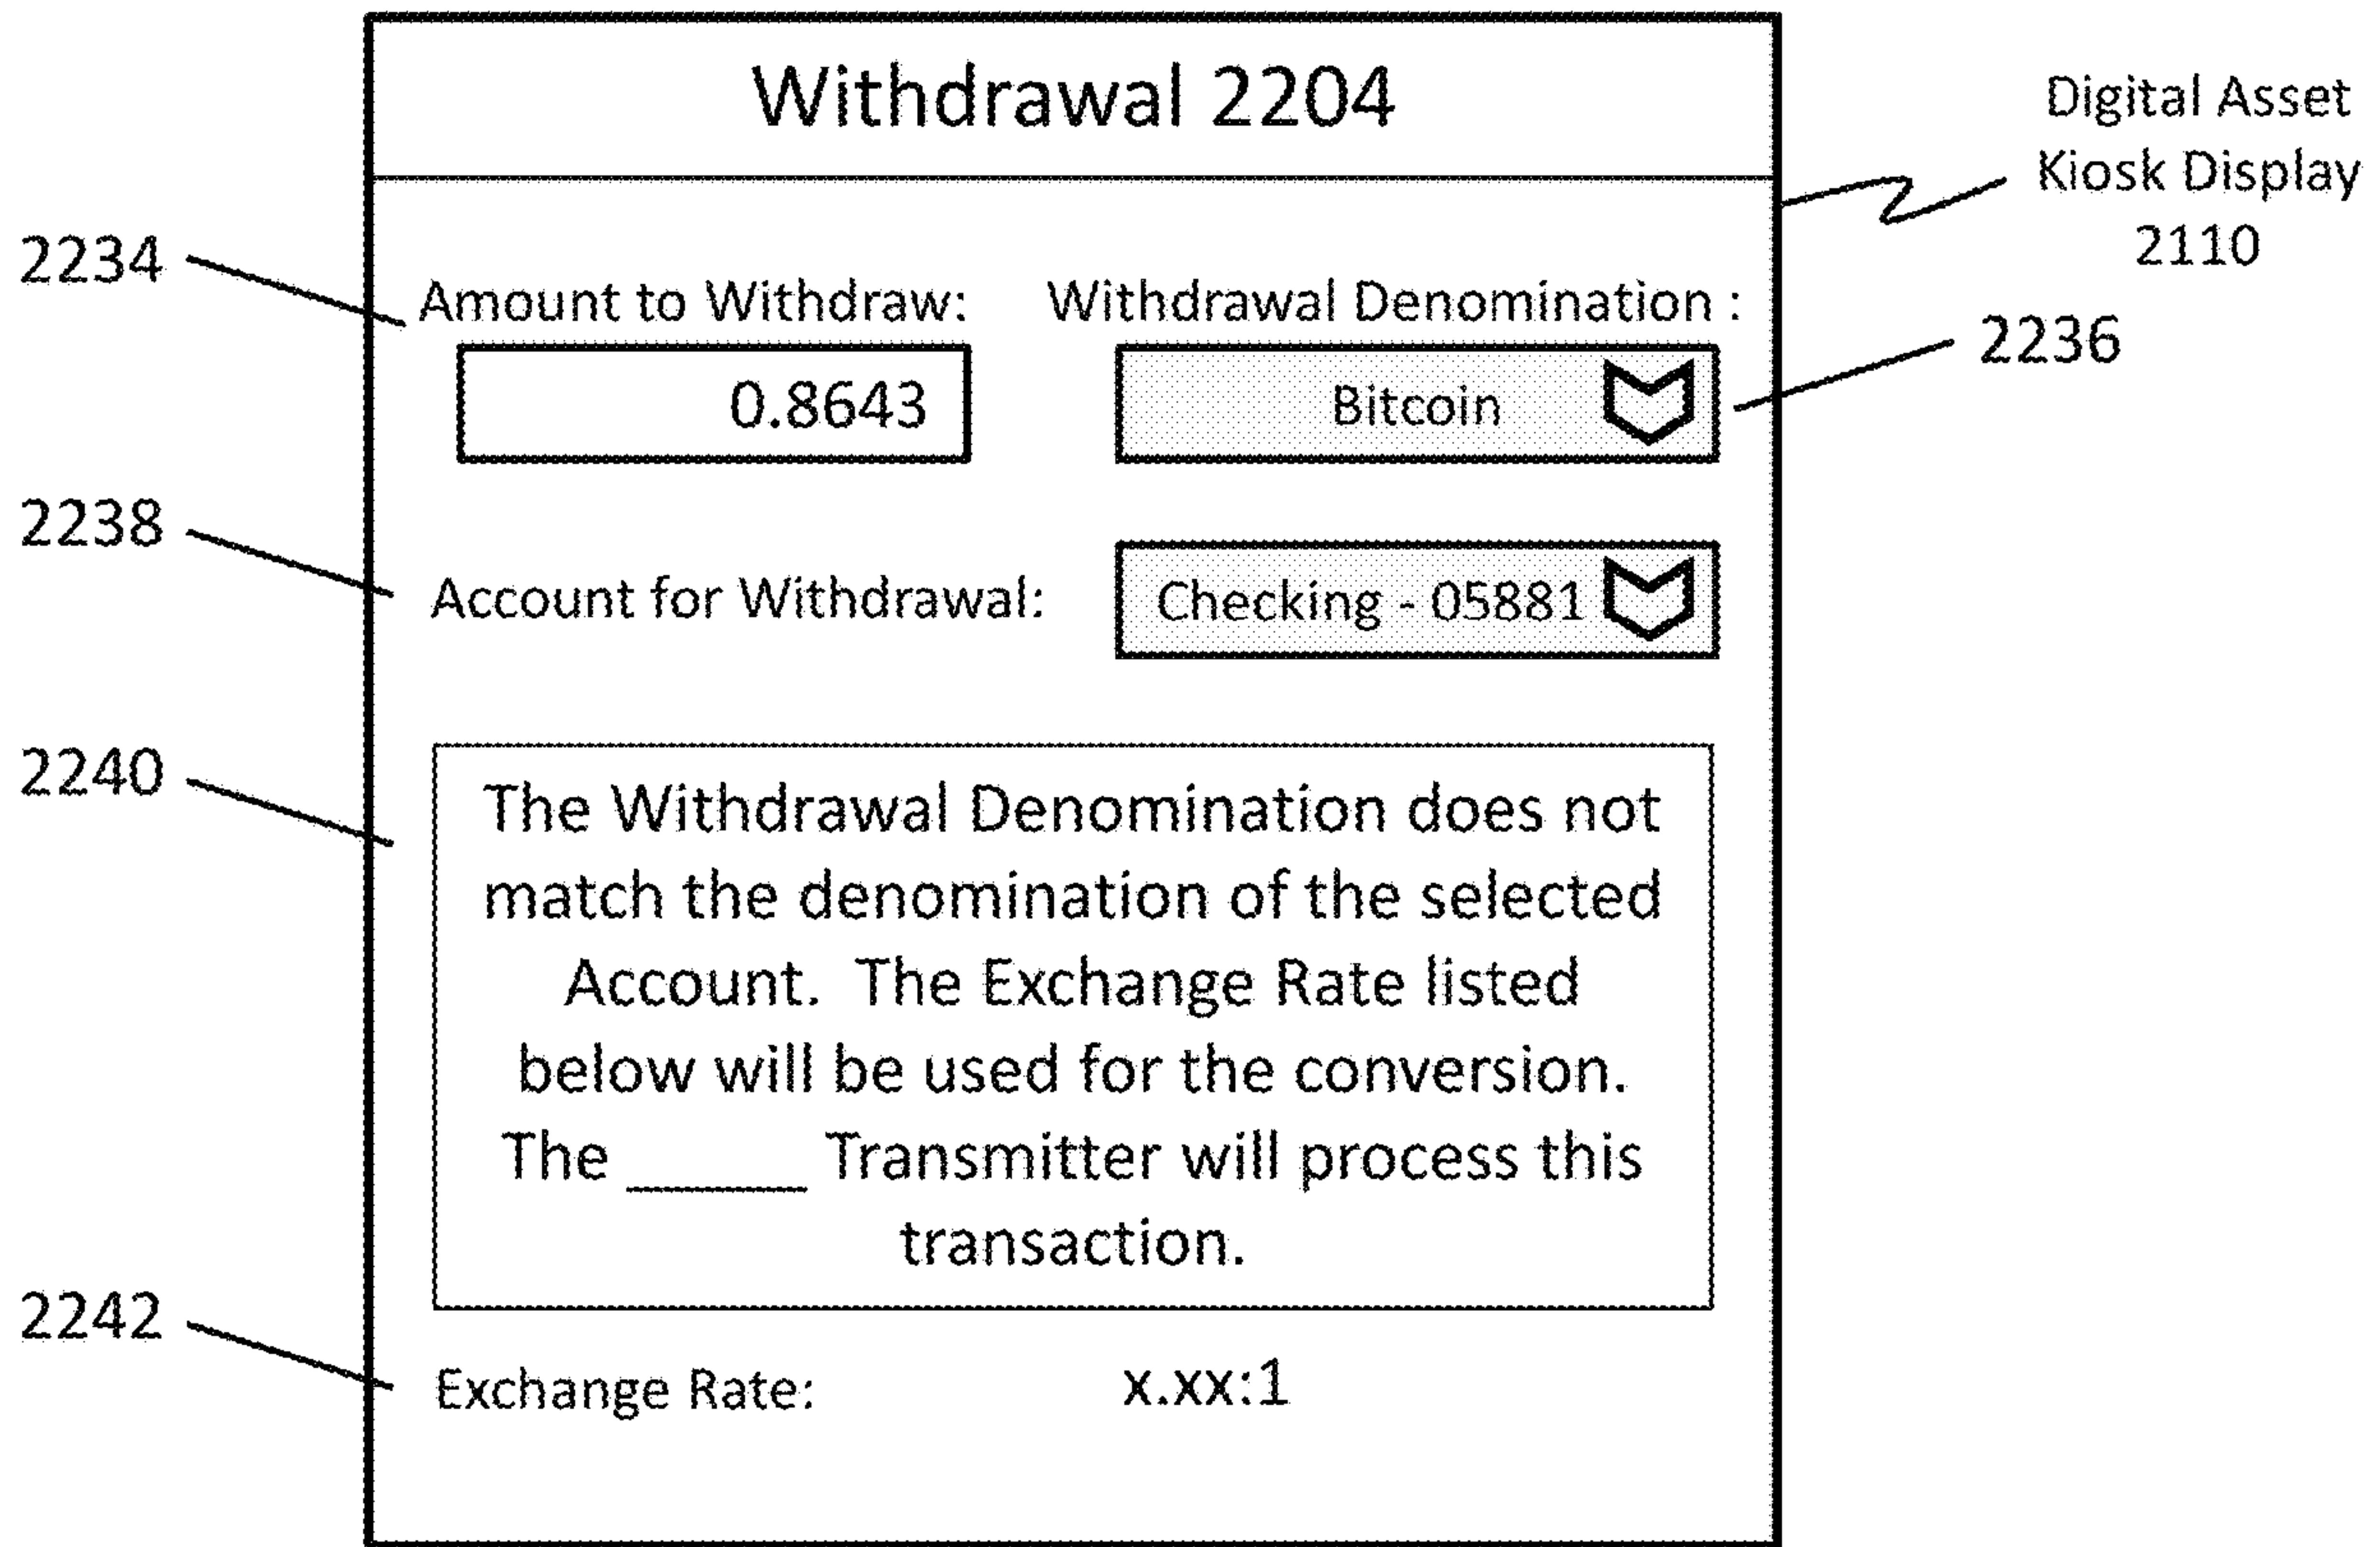 Withdrawal 2204
Digital Asset
Kiosk Display
2110
2234
Amount to Withdraw:
Withdrawal Denomination :
2236
0.8643
Bitcoin
2238
Account for Withdrawal:
Checking - 05881
2240
The Withdrawal Denomination does not
match the denomination of the selected
Account. The Exchange Rate listed
below will be used for the conversion.
The ______ Transmitter will process this
transaction.
2242
Exchange Rate:
x.xx:1